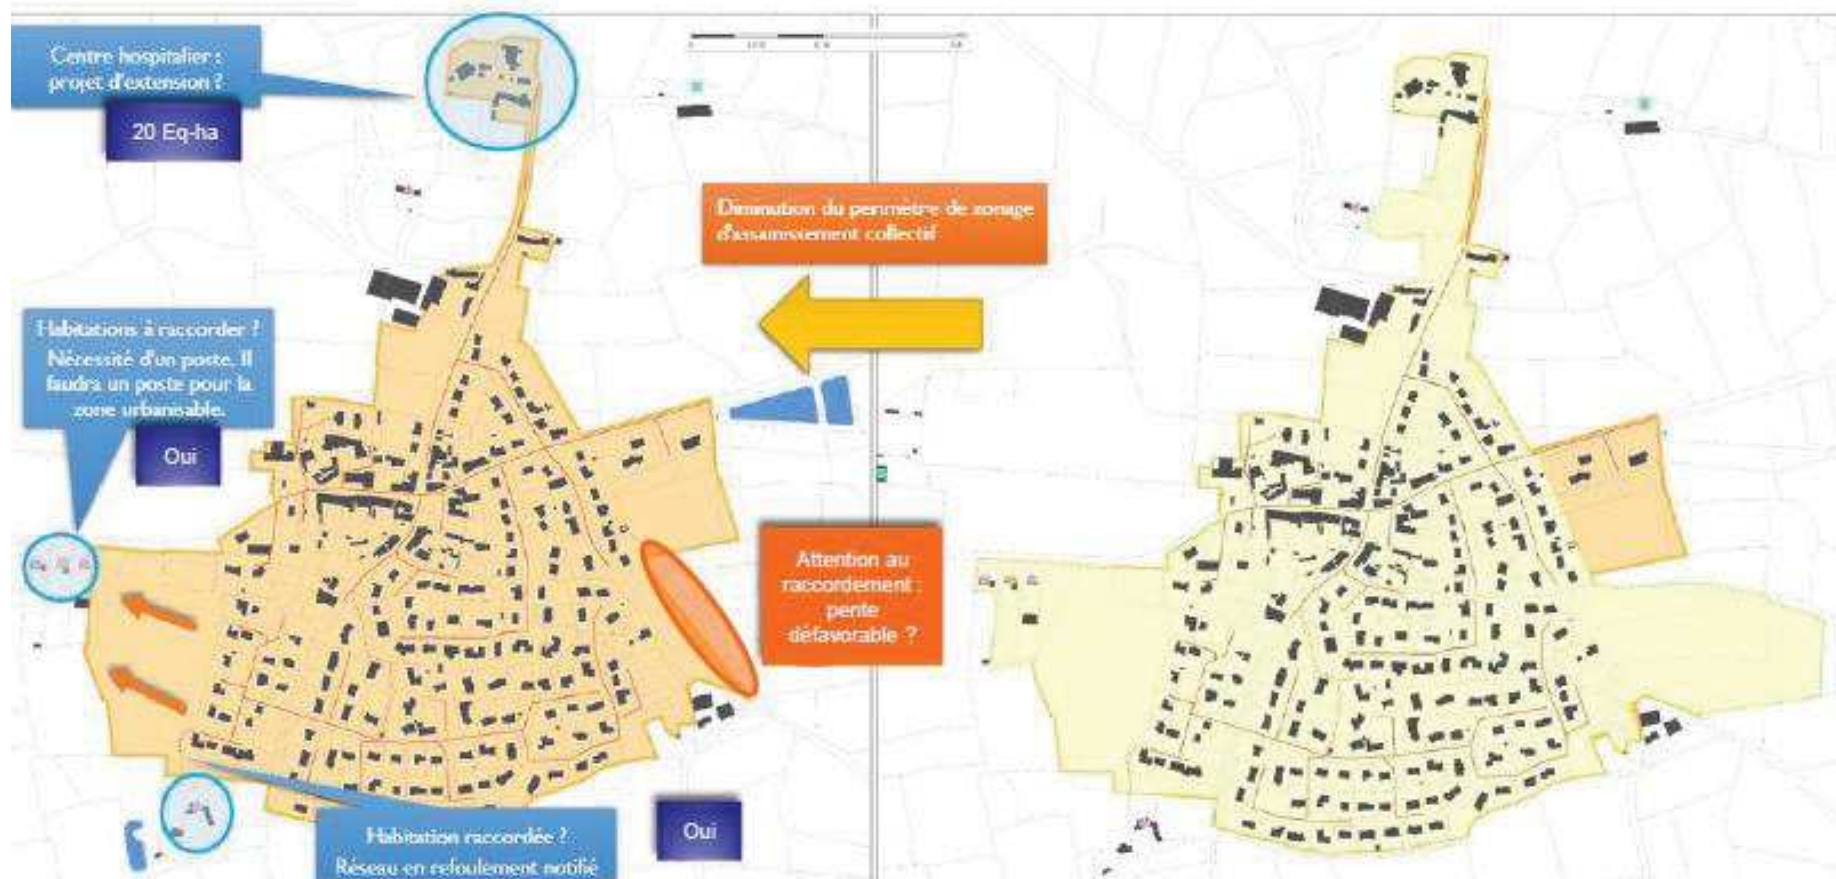 Centre hospitalier :
projet d'extension ?
20 Eq-ha
Diminution du périmètre de zonage
d'assainissement collectif
Habitations à raccorder ?
Nécessité d'un poste. Il
faudra un poste pour la
zone urbanisable.
Oui
Attention au
raccordement :
pente
défavorable ?
Habitation raccordée ?
Réseau en refoulement notifié
Oui